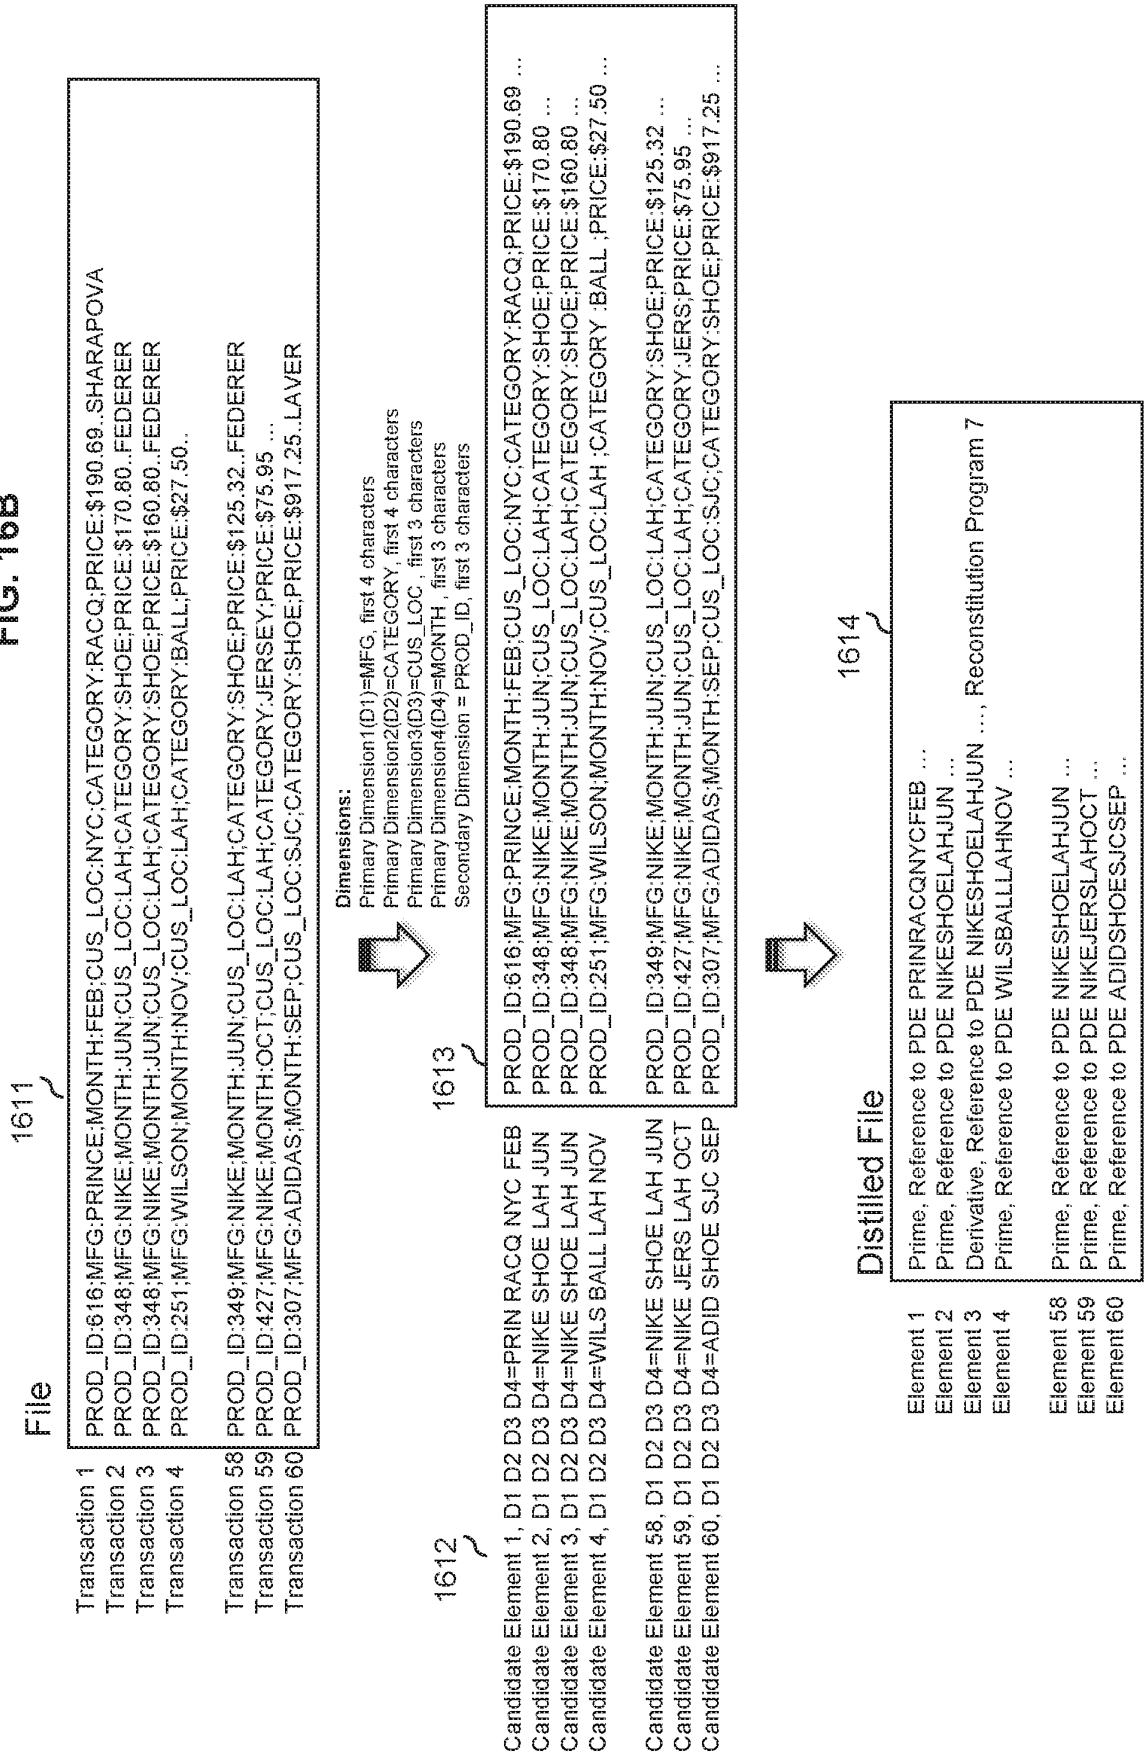 FIG. 16B
1611
File
Transaction 1 PROD_ID:616;MFG:PRINCE;MONTH:FEB;CUS_LOC:NYC;CATEGORY:RACQ;PRICE:$190.69..SHARAPOVA
Transaction 2 PROD_ID:348;MFG:NIKE;MONTH:JUN;CUS_LOC:LAH;CATEGORY:SHOE;PRICE:$170.80..FEDERER
Transaction 3 PROD_ID:348;MFG:NIKE;MONTH:JUN;CUS_LOC:LAH;CATEGORY:SHOE;PRICE:$160.80..FEDERER
Transaction 4 PROD_ID:251;MFG:WILSON;MONTH:NOV;CUS_LOC:LAH;CATEGORY:BALL;PRICE:$27.50..
Transaction 58 PROD_ID:349;MFG:NIKE;MONTH:JUN;CUS_LOC:LAH;CATEGORY:SHOE;PRICE:$125.32..FEDERER
Transaction 59 PROD_ID:427;MFG:NIKE;MONTH:OCT;CUS_LOC:LAH;CATEGORY:JERSEY;PRICE:$75.95 ...
Transaction 60 PROD_ID:307;MFG:ADIDAS;MONTH:SEP;CUS_LOC:SJC;CATEGORY:SHOE;PRICE:$917.25..LAVER
Dimensions:
Primary Dimension1(D1)=MFG, first 4 characters
Primary Dimension2(D2)=CATEGORY, first 4 characters
Primary Dimension3(D3)=CUS_LOC , first 3 characters
Primary Dimension4(D4)=MONTH , first 3 characters
Secondary Dimension = PROD_ID, first 3 characters
1612
1613
Candidate Element 1, D1 D2 D3 D4=PRIN RACQ NYC FEB PROD_ID:616;MFG:PRINCE;MONTH:FEB;CUS_LOC:NYC;CATEGORY:RACQ;PRICE:$190.69 ...
Candidate Element 2, D1 D2 D3 D4=NIKE SHOE LAH JUN PROD_ID:348;MFG:NIKE;MONTH:JUN;CUS_LOC:LAH;CATEGORY:SHOE;PRICE:$170.80 ...
Candidate Element 3, D1 D2 D3 D4=NIKE SHOE LAH JUN PROD_ID:348;MFG:NIKE;MONTH:JUN;CUS_LOC:LAH;CATEGORY:SHOE;PRICE:$160.80 ...
Candidate Element 4, D1 D2 D3 D4=WILS BALL LAH NOV PROD_ID:251;MFG:WILSON;MONTH:NOV;CUS_LOC:LAH ;CATEGORY :BALL ;PRICE:$27.50 ...
Candidate Element 58, D1 D2 D3 D4=NIKE SHOE LAH JUN PROD_ID:349;MFG:NIKE;MONTH:JUN;CUS_LOC:LAH;CATEGORY:SHOE;PRICE:$125.32 ...
Candidate Element 59, D1 D2 D3 D4=NIKE JERS LAH OCT PROD_ID:427;MFG:NIKE;MONTH:JUN;CUS_LOC:LAH;CATEGORY:JERS;PRICE:$75.95 ...
Candidate Element 60, D1 D2 D3 D4=ADID SHOE SJC SEP PROD_ID:307;MFG:ADIDAS;MONTH:SEP;CUS_LOC:SJC;CATEGORY:SHOE;PRICE:$917.25 ...
1614
Distilled File
Element 1 Prime, Reference to PDE PRINRACQNYCFEB ...
Element 2 Prime, Reference to PDE NIKESHOELAHJUN ...
Element 3 Derivative, Reference to PDE NIKESHOELAHJUN ..., Reconstitution Program 7
Element 4 Prime, Reference to PDE WILSBALLLAHNOV ...
Element 58 Prime, Reference to PDE NIKESHOELAHJUN ...
Element 59 Prime, Reference to PDE NIKEJERSLAHOCT ...
Element 60 Prime, Reference to PDE ADIDSHOESJCSEP ...